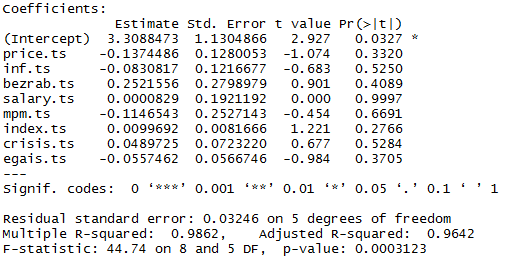 Coefficients:
Estimate Std. Error t value Pr(>|t|)
(Intercept) 3.3088473 1.1304866 2.927 0.0327 *
price.ts -0.1374486 0.1280053 -1.074 0.3320
inf.ts -0.0830817 0.1216677 -0.683 0.5250
bezrab.ts 0.2521556 0.2798979 0.901 0.4089
salary.ts 0.0000829 0.1921192 0.000 0.9997
mpm.ts -0.1146543 0.2527143 -0.454 0.6691
index.ts 0.0099692 0.0081666 1.221 0.2766
crisis.ts 0.0489725 0.0723220 0.677 0.5284
egais.ts -0.0557462 0.0566746 -0.984 0.3705
---
Signif. codes: 0 ‘***’ 0.001 ‘**’ 0.01 ‘*’ 0.05 ‘.’ 0.1 ‘ ’ 1
Residual standard error: 0.03246 on 5 degrees of freedom
Multiple R-squared: 0.9862, Adjusted R-squared: 0.9642
F-statistic: 44.74 on 8 and 5 DF, p-value: 0.0003123